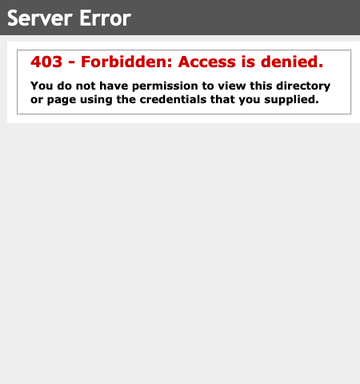 Server Error
403 - Forbidden: Access is denied.
You do not have permission to view this directory
or page using the credentials that you supplied.